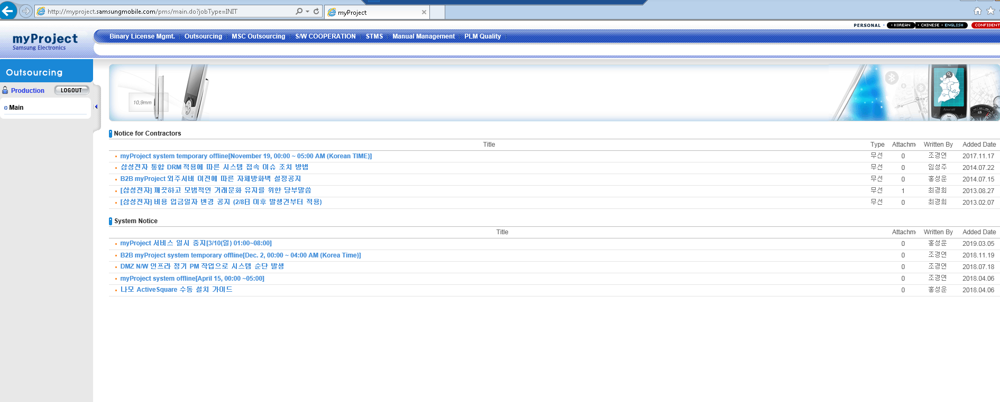 http://myproject.samsungmobile.com/pms/main.do?jobType=INIT
myProject
PERSONAL KOREAN CHINESE ENGLISH CONFIDENT
myProject
Samsung Electronics
Binary License Mgmt. Outsourcing MSC Outsourcing S/W COOPERATION STMS Manual Management PLM Quality
Outsourcing
Production LOGOUT
Main
10.9mm
Anycall
Notice for Contractors
Title Type Attachm Written By Added Date
myProject system temporary offline[November 19, 00:00 ~ 05:00 AM (Korean TIME)] 무선 0 조경연 2017.11.17
삼성전자 통합 DRM 적용에 따른 시스템 접속 이슈 조치 방법 무선 0 임성주 2014.07.22
B2B myProject 외주서버 이전에 따른 자체방화벽 설정공지 무선 0 홍성운 2014.07.15
[삼성전자] 깨끗하고 모범적인 거래문화 유지를 위한 당부말씀 무선 1 최경희 2013.08.27
[삼성전자] 비용 입금일자 변경 공지 (2/8日 이후 발생건부터 적용) 무선 0 최경희 2013.02.07
System Notice
Title Attachm Written By Added Date
myProject 서비스 일시 중지[3/10(일) 01:00~08:00] 0 홍성운 2019.03.05
B2B myProject system temporary offline[Dec. 2, 00:00 ~ 04:00 AM (Korea Time)] 0 조경연 2018.11.19
DMZ N/W 인프라 정기 PM 작업으로 시스템 순단 발생 0 조경연 2018.07.18
myProject system offline[April 15, 00:00 ~05:00] 0 조경연 2018.04.06
나모 ActiveSquare 수동 설치 가이드 0 홍성운 2018.04.06